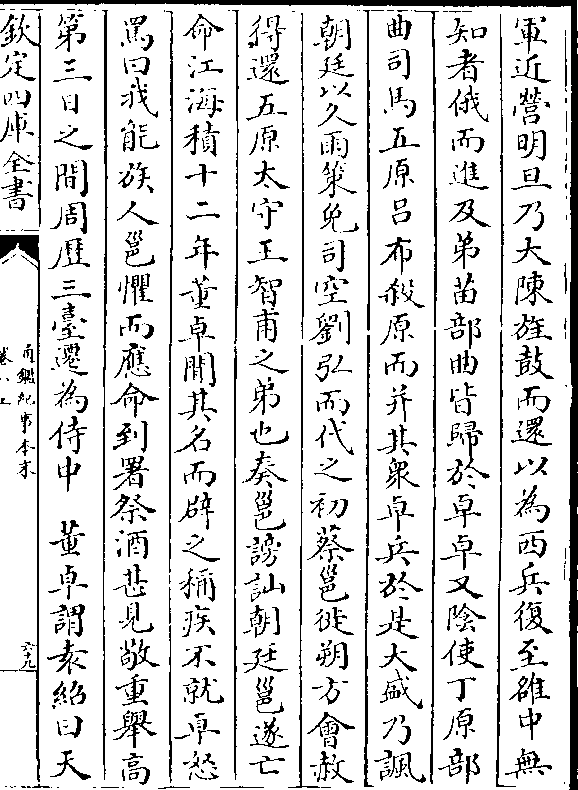 軍近營明旦乃大陳旌鼓而還以為西兵復至雒中無
知者俄而進及弟苗部曲皆歸於卓卓又陰使丁原部
曲司馬五原呂布殺原而并其衆卓兵於是大盛乃諷
朝廷以久雨策免司空劉弘而代之初蔡邕徙朔方會赦
得還五原太守王智甫之弟也奏邕謗訕朝廷邕遂亡
命江海積十二年董卓聞其名而辟之稱疾不就卓怒
罵曰我能族人邕懼而應命到署祭酒甚見敬重舉高
第三日之間周歴三臺遷為侍中　董卓謂袁紹曰天
欽定四庫全書
通鑑紀事本末
卷八上
六十九